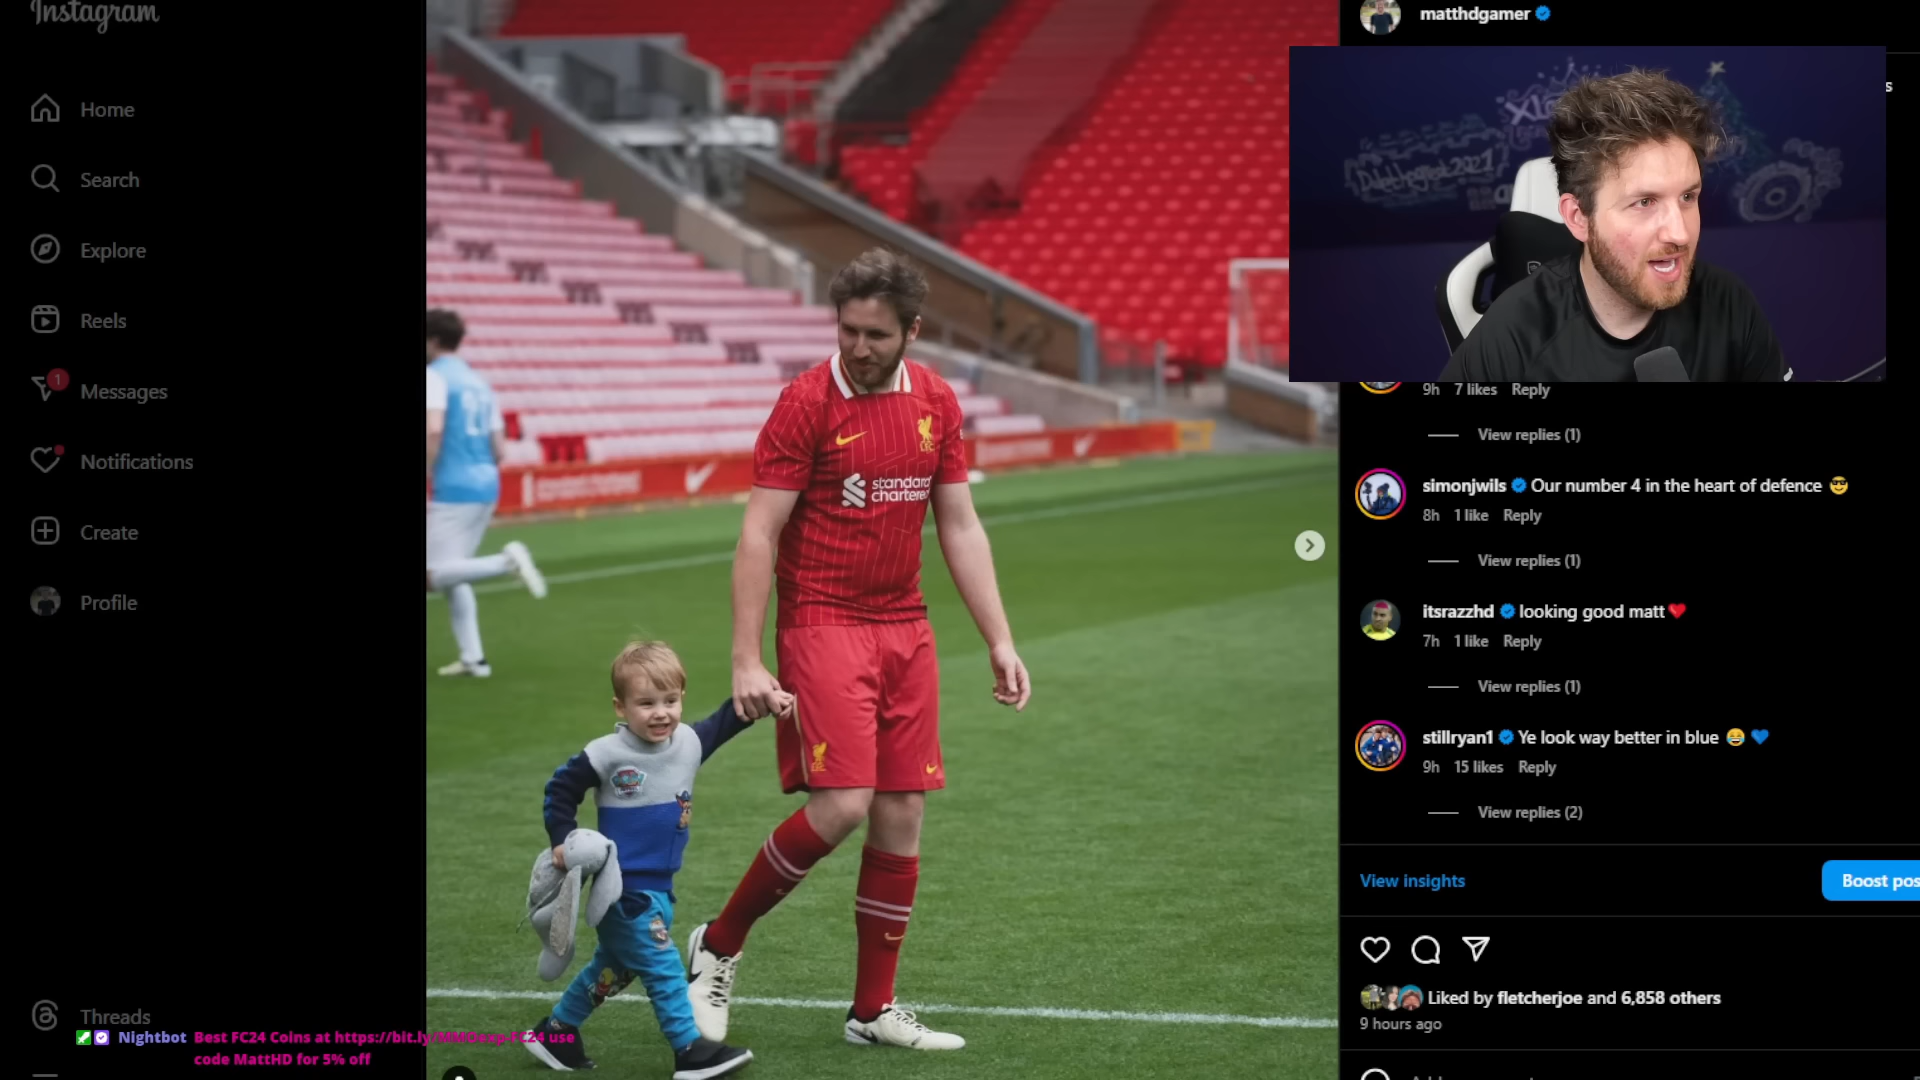 Instagram
Home
Search
Explore
Reels
1
Messages
Notifications
Create
Profile
Threads
Nightbot Best FC24 Coins at https://bit.ly/MMOexp-FC24 use
code MattHD for 5% off
standard
chartered
LFC
matthdgamer
s
9h 7 likes Reply
View replies (1)
simonjwils Our number 4 in the heart of defence 😎
8h 1 like Reply
View replies (1)
itsrazzhd looking good matt❤️
7h 1 like Reply
View replies (1)
stillryan1 Ye look way better in blue 😂 💙
9h 15 likes Reply
View replies (2)
View insights
Boost pos
Liked by fletcherjoe and 6,858 others
9 hours ago